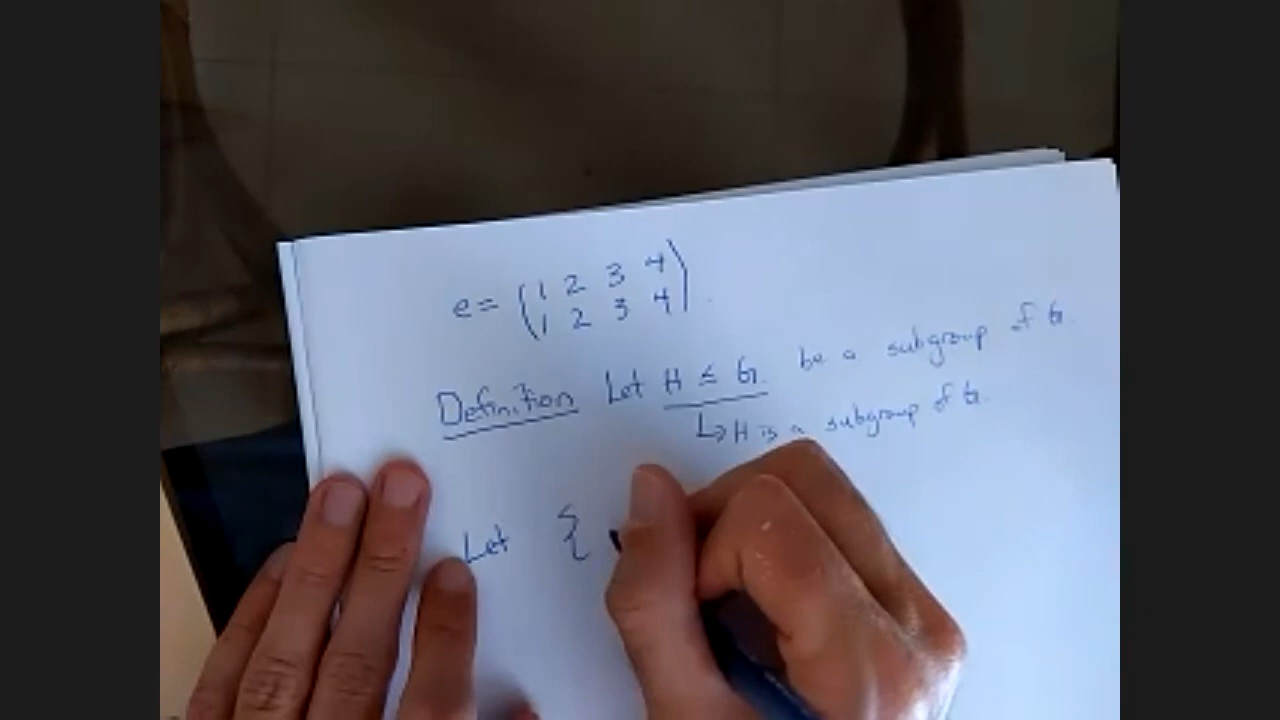 e = ( 1 2 3 4
1 2 3 4 ).
Definition Let H ≤ G. be a subgroup of G.
↳ H is a subgroup of G.
Let {